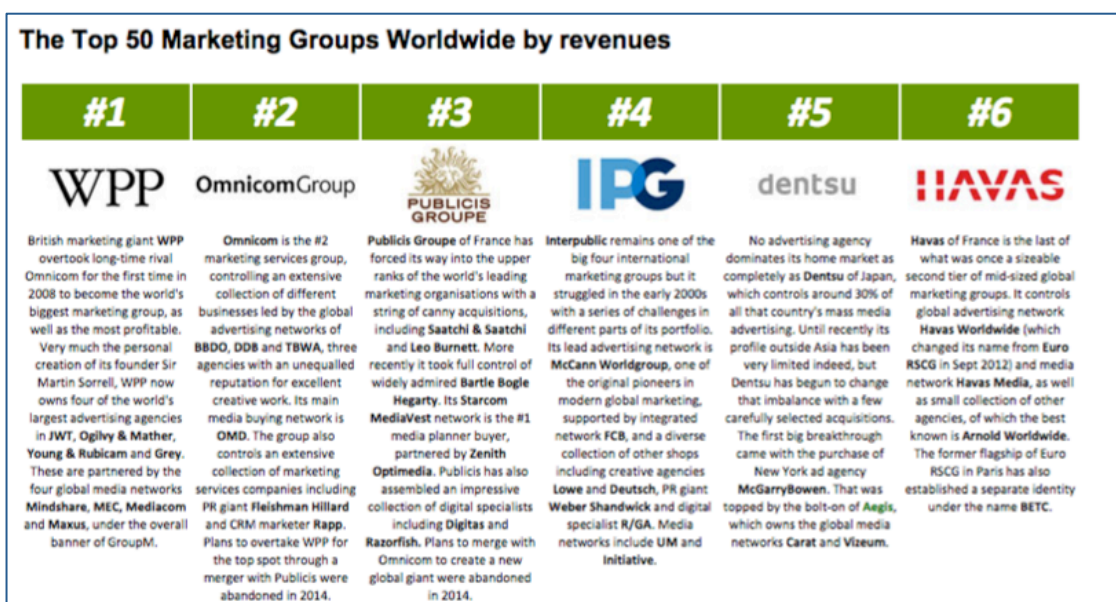 The Top 50 Marketing Groups Worldwide by revenues
#1
#2
#3
#4
#5
#6
WPP
OmnicomGroup
PUBLICIS
GROUPE
IPG
dentsu
HAVAS
British marketing giant WPP
overtook long-time rival
Omnicom for the first time in
2008 to become the world's
biggest marketing group, as
well as the most profitable.
Very much the personal
creation of its founder Sir
Martin Sorrell, WPP now
owns four of the world's
largest advertising agencies
in JWT, Ogilvy & Mather,
Young & Rubicam and Grey.
These are partnered by the
four global media networks
Mindshare, MEC, Mediacom
and Maxus, under the overall
banner of GroupM.
Omnicom is the #2
marketing services group,
controlling an extensive
collection of different
businesses led by the global
advertising networks of
BBDO, DDB and TBWA, three
agencies with an unequalled
reputation for excellent
creative work. Its main
media buying network is
OMD. The group also
controls an extensive
collection of marketing
services companies including
PR giant Fleishman Hillard
and CRM marketer Rapp.
Plans to overtake WPP for
the top spot through a
merger with Publicis were
abandoned in 2014.
Publicis Groupe of France has
forced its way into the upper
ranks of the world's leading
marketing organisations with a
string of canny acquisitions,
including Saatchi & Saatchi
and Leo Burnett. More
recently it took full control of
widely admired Bartle Bogle
Hegarty. Its Starcom
MediaVest network is the #1
media planner buyer,
partnered by Zenith
Optimedia. Publicis has also
assembled an impressive
collection of digital specialists
including Digitas and
Razorfish. Plans to merge with
Omnicom to create a new
global giant were abandoned
in 2014.
Interpublic remains one of the
big four international
marketing groups but it
struggled in the early 2000s
with a series of challenges in
different parts of its portfolio.
Its lead advertising network is
McCann Worldgroup, one of
the original pioneers in
modern global marketing,
supported by integrated
network FCB, and a diverse
collection of other shops
including creative agencies
Lowe and Deutsch, PR giant
Weber Shandwick and digital
specialist R/GA. Media
networks include UM and
Initiative.
No advertising agency
dominates its home market as
completely as Dentsu of Japan,
which controls around 30% of
all that country's mass media
advertising. Until recently its
profile outside Asia has been
very limited indeed, but
Dentsu has begun to change
that imbalance with a few
carefully selected acquisitions.
The first big breakthrough
came with the purchase of
New York ad agency
McGarryBowen. That was
topped by the bolt-on of Aegis,
which owns the global media
networks Carat and Vizeum.
Havas of France is the last of
what was once a sizeable
second tier of mid-sized global
marketing groups. It controls
global advertising network
Havas Worldwide (which
changed its name from Euro
RSCG in Sept 2012) and media
network Havas Media, as well
as small collection of other
agencies, of which the best
known is Arnold Worldwide.
The former flagship of Euro
RSCG in Paris has also
established a separate identity
under the name BETC.